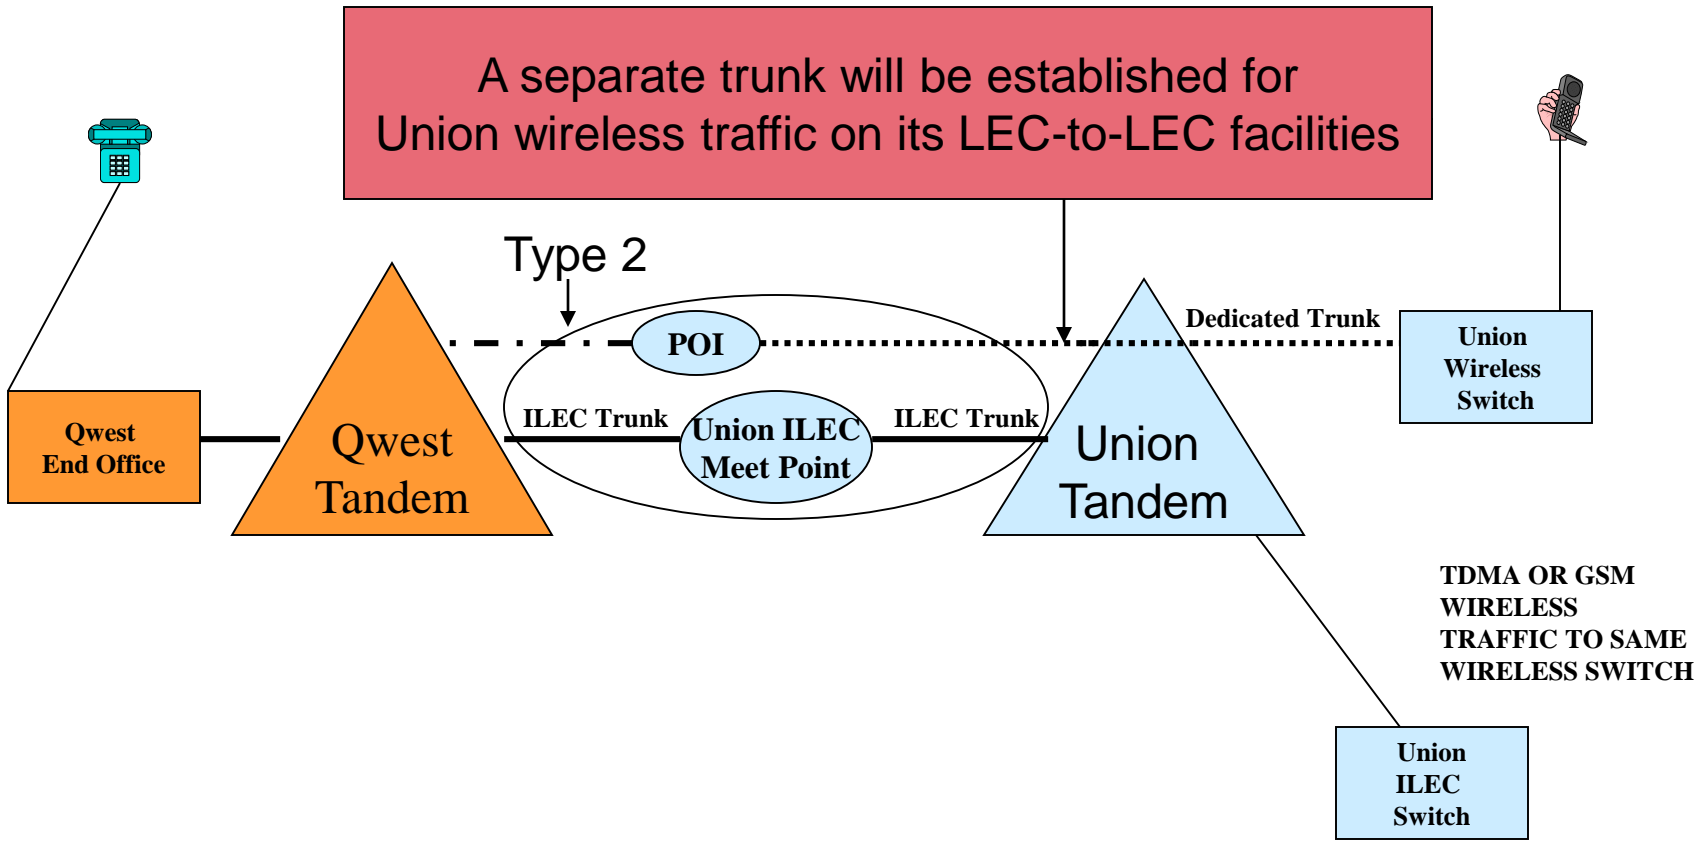 A separate trunk will be established for
Union wireless traffic on its LEC-to-LEC facilities
Type 2
Dedicated Trunk
POI
Union
Wireless
Switch
ILEC Trunk
ILEC Trunk
Qwest
End Office
Qwest
Tandem
Union ILEC
Meet Point
Union
Tandem
TDMA OR GSM
WIRELESS
TRAFFIC TO SAME
WIRELESS SWITCH
Union
ILEC
Switch